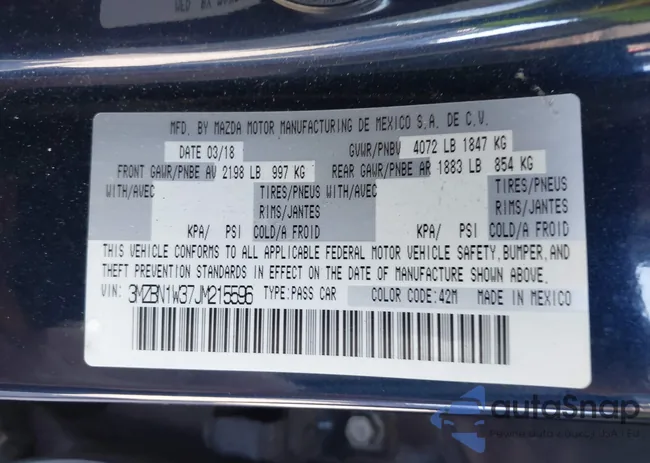 MFD. BY MAZDA MOTOR MANUFACTURING DE MEXICO S.A. DE C.V.
DATE 03/18 GVWR/PNBV 4072 LB 1847 KG
FRONT GAWR/PNBE AV 2198 LB 997 KG REAR GAWR/PNBE AR 1883 LB 854 KG
WITH/AVEC TIRES/PNEUS WITH/AVEC TIRES/PNEUS
RIMS/JANTES RIMS/JANTES
KPA/ PSI COLD/A FROID KPA/ PSI COLD/A FROID
THIS VEHICLE CONFORMS TO ALL APPLICABLE FEDERAL MOTOR VEHICLE SAFETY, BUMPER, AND
THEFT PREVENTION STANDARDS IN EFFECT ON THE DATE OF MANUFACTURE SHOWN ABOVE.
VIN: 3MZBN1W37JM215596 TYPE: PASS CAR COLOR CODE: 42M MADE IN MEXICO
autoSnap